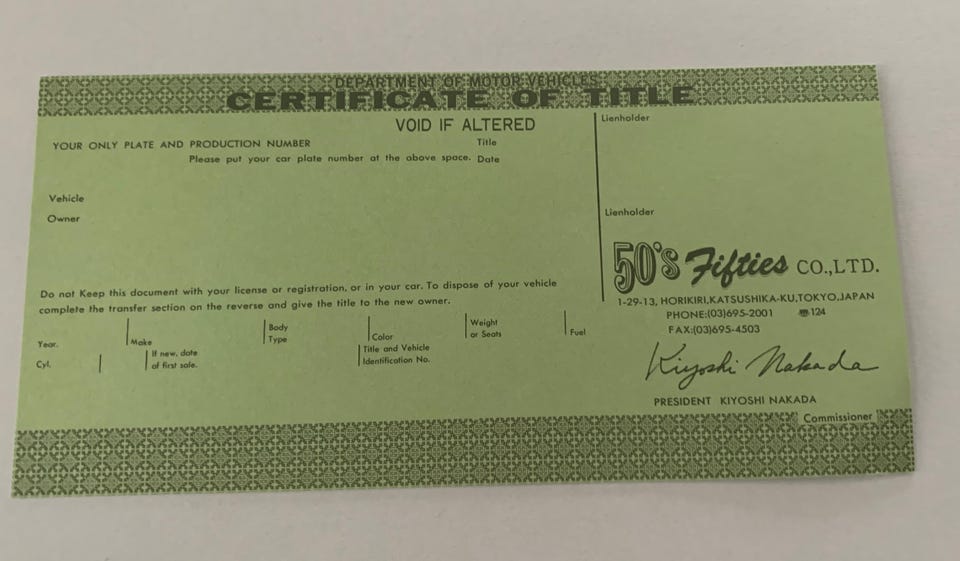 DEPARTMENT OF MOTOR VEHICLES
CERTIFICATE OF TITLE
VOID IF ALTERED
YOUR ONLY PLATE AND PRODUCTION NUMBER
Title
Please put your car plate number at the above space. Date
Vehicle
Owner
Do not Keep this document with your license or registration, or in your car. To dispose of your vehicle
complete the transfer section on the reverse and give the title to the new owner.
Year.
Make
Body
Type
Color
Weight
or Seats
Fuel
Cyl.
If new, date
of first sale.
Title and Vehicle
Identification No.
Lienholder
Lienholder
50's Fifties CO.,LTD.
1-29-13, HORIKIRI,KATSUSHIKA-KU,TOKYO,JAPAN
PHONE:(03)695-2001 ☎124
FAX:(03)695-4503
Kiyoshi Nakada
PRESIDENT KIYOSHI NAKADA
Commissioner